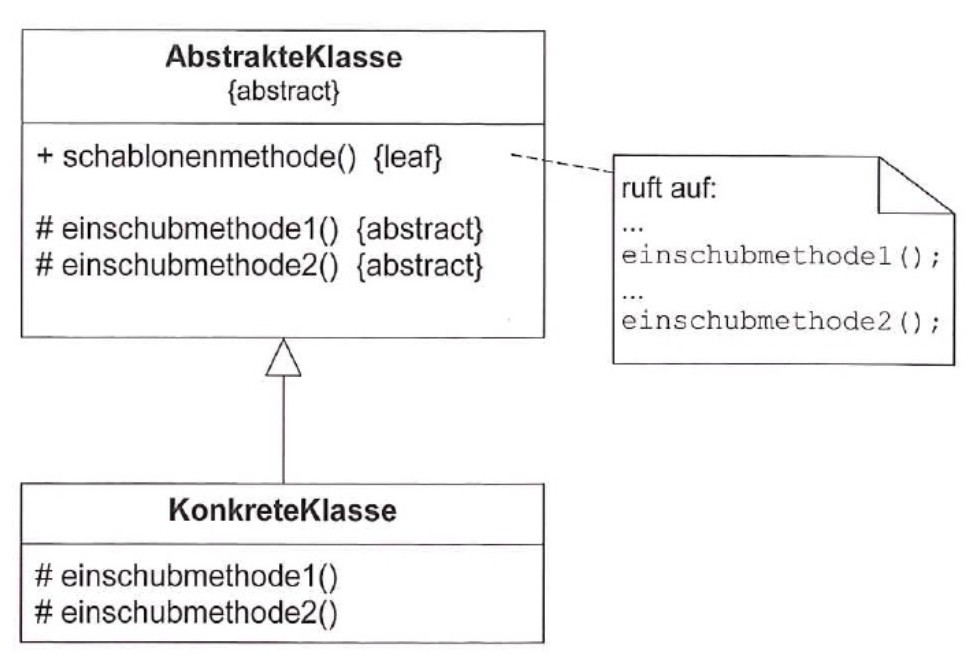 AbstrakteKlasse
{abstract}
+ schablonenmethode() {leaf}
# einschubmethode1() {abstract}
# einschubmethode2() {abstract}
ruft auf:
...
einschubmethode1();
...
einschubmethode2();
KonkreteKlasse
# einschubmethode1()
# einschubmethode2()